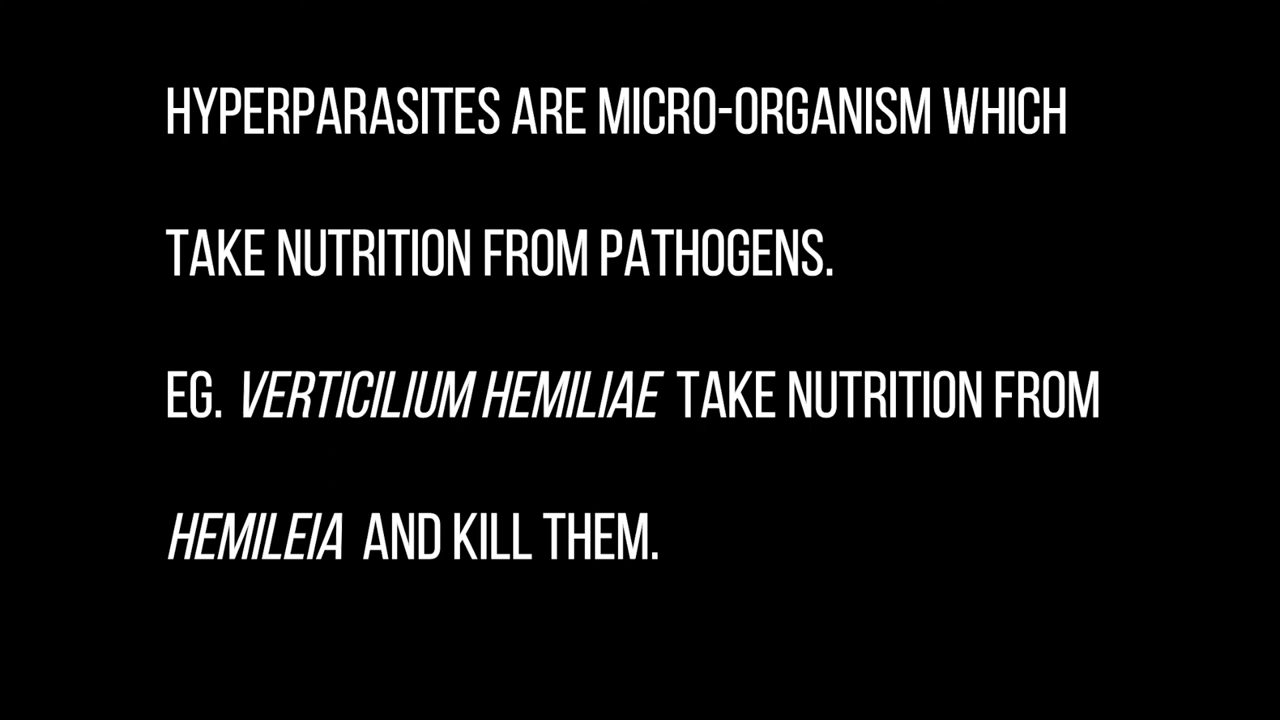 HYPERPARASITES ARE MICRO-ORGANISM WHICH
TAKE NUTRITION FROM PATHOGENS.
EG. VERTICILIUM HEMILIAE TAKE NUTRITION FROM
HEMILEIA AND KILL THEM.